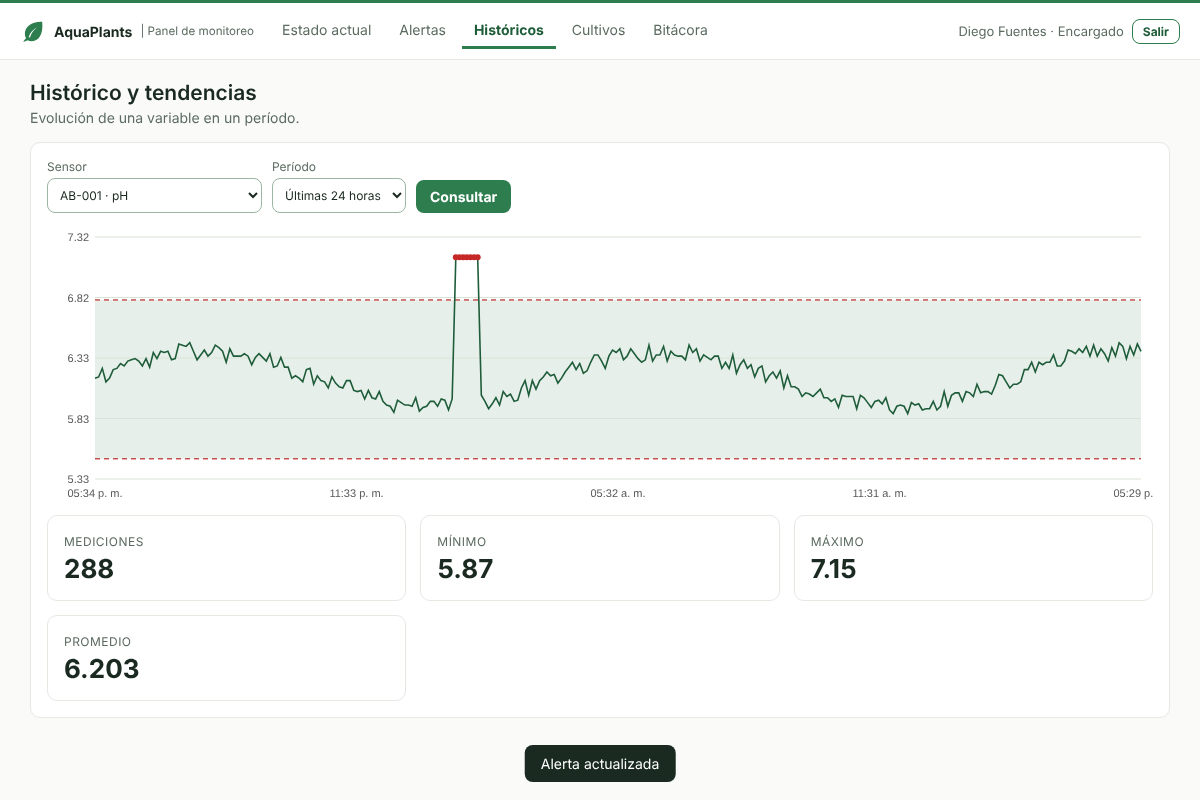 AquaPlants | Panel de monitoreo Estado actual Alertas Históricos Cultivos Bitácora Diego Fuentes · Encargado Salir
Histórico y tendencias
Evolución de una variable en un período.
Sensor Período
AB-001 · pH Últimas 24 horas Consultar
7.32
6.82
6.33
5.83
5.33
05:34 p. m. 11:33 p. m. 05:32 a. m. 11:31 a. m. 05:29 p.
MEDICIONES MÍNIMO MÁXIMO
288 5.87 7.15
PROMEDIO
6.203
Alerta actualizada